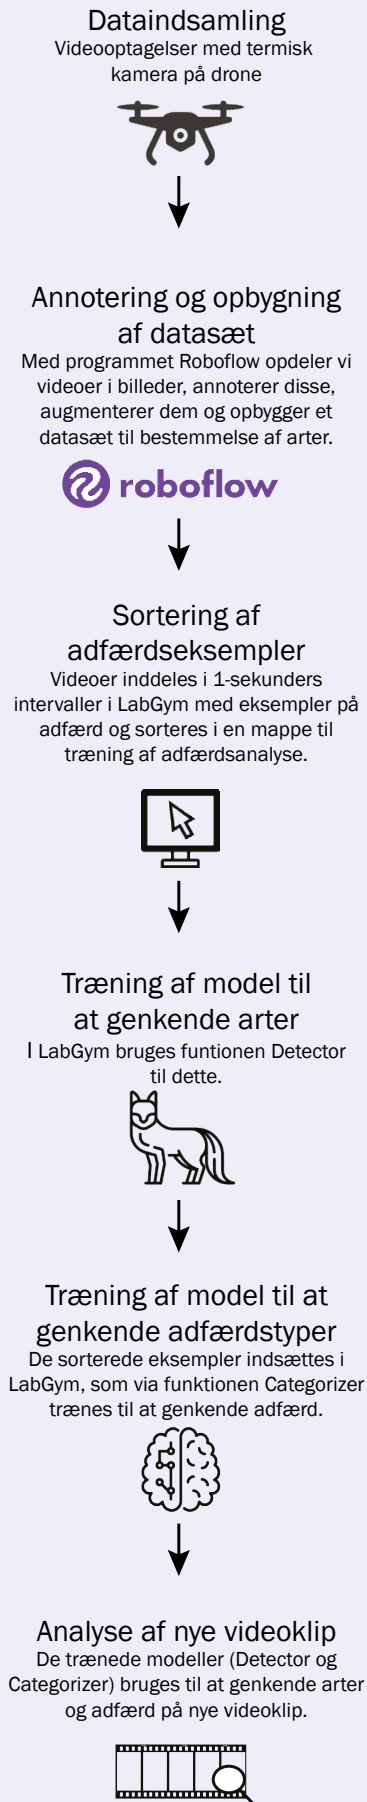 Dataindsamling
Videooptagelser med termisk
kamera på drone
Annotering og opbygning
af datasæt
Med programmet Roboflow opdeler vi
videoer i billeder, annoterer disse,
augmenterer dem og opbygger et
datasæt til bestemmelse af arter.
roboflow
Sortering af
adfærdseksempler
Videoer inddeles i 1-sekunders
intervaller i LabGym med eksempler på
adfærd og sorteres i en mappe til
træning af adfærdsanalyse.
Træning af model til
at genkende arter
I LabGym bruges funtionen Detector
til dette.
Træning af model til at
genkende adfærdstyper
De sorterede eksempler indsættes i
LabGym, som via funktionen Categorizer
trænes til at genkende adfærd.
Analyse af nye videoklip
De trænede modeller (Detector og
Categorizer) bruges til at genkende arter
og adfærd på nye videoklip.